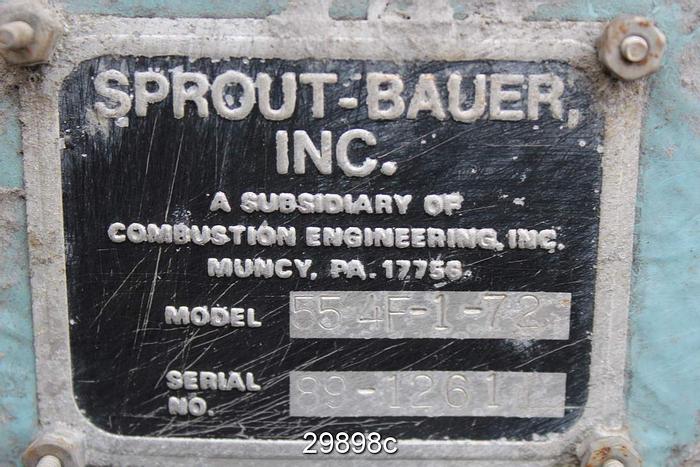 SPROUT-BAUER,
INC.
A SUBSIDIARY OF
COMBUSTION ENGINEERING, INC.
MUNCY, PA. 17756
MODEL 55 4F-1-72
SERIAL
NO. 89-12617
29898c